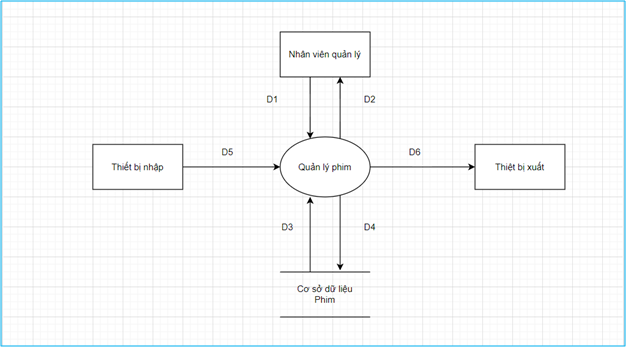 Nhân viên quản lý
D1
D2
Thiết bị nhập
D5
Quản lý phim
D6
Thiệt bị xuất
D3
D4
Cơ sở dữ liệu
Phim